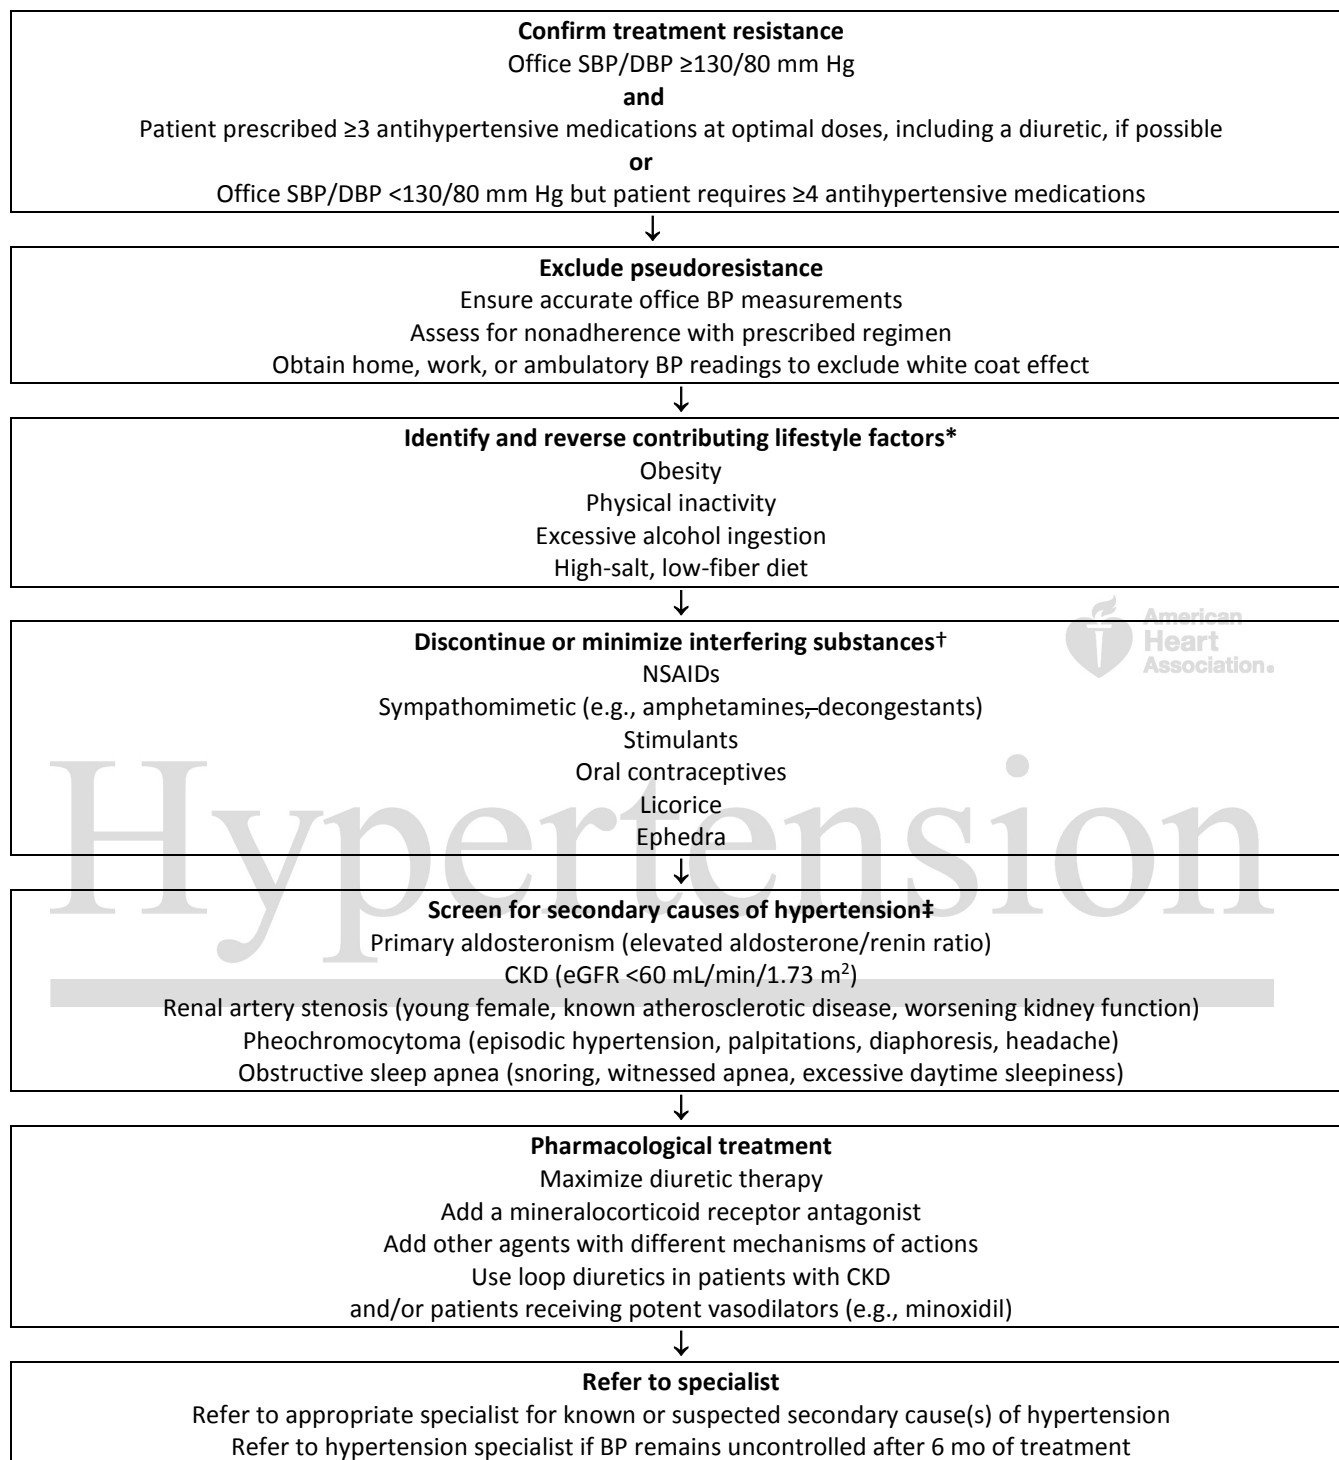 Confirm treatment resistance
Office SBP/DBP ≥130/80 mm Hg
and
Patient prescribed ≥3 antihypertensive medications at optimal doses, including a diuretic, if possible
or
Office SBP/DBP <130/80 mm Hg but patient requires ≥4 antihypertensive medications
↓
Exclude pseudoresistance
Ensure accurate office BP measurements
Assess for nonadherence with prescribed regimen
Obtain home, work, or ambulatory BP readings to exclude white coat effect
↓
Identify and reverse contributing lifestyle factors*
Obesity
Physical inactivity
Excessive alcohol ingestion
High-salt, low-fiber diet
↓
American
Heart
Association®
Discontinue or minimize interfering substances†
NSAIDs
Sympathomimetic (e.g., amphetamines, decongestants)
Stimulants
Oral contraceptives
Licorice
Ephedra
Hypertension
↓
Screen for secondary causes of hypertension‡
Primary aldosteronism (elevated aldosterone/renin ratio)
CKD (eGFR <60 mL/min/1.73 m²)
Renal artery stenosis (young female, known atherosclerotic disease, worsening kidney function)
Pheochromocytoma (episodic hypertension, palpitations, diaphoresis, headache)
Obstructive sleep apnea (snoring, witnessed apnea, excessive daytime sleepiness)
↓
Pharmacological treatment
Maximize diuretic therapy
Add a mineralocorticoid receptor antagonist
Add other agents with different mechanisms of actions
Use loop diuretics in patients with CKD
and/or patients receiving potent vasodilators (e.g., minoxidil)
↓
Refer to specialist
Refer to appropriate specialist for known or suspected secondary cause(s) of hypertension
Refer to hypertension specialist if BP remains uncontrolled after 6 mo of treatment